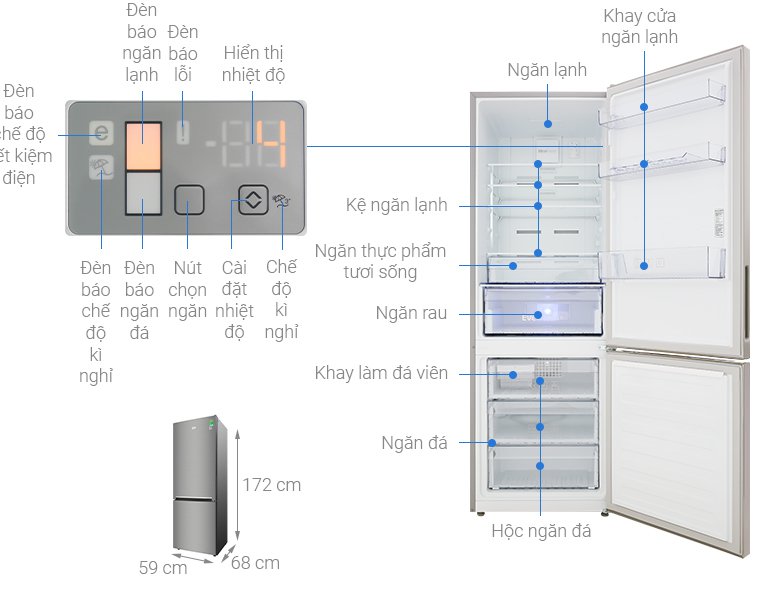 Đèn
báo
ngăn
lạnh
Đèn
báo
lỗi
Hiển thị
nhiệt độ
Đèn
báo
chế độ
tiết kiệm
điện
e
-884
Đèn
báo
chế
độ
kì
nghỉ
Đèn
báo
ngăn
đá
Nút
chọn
ngăn
Cài
đặt
nhiệt
độ
Chế
độ
kì
nghỉ
Khay cửa
ngăn lạnh
Ngăn lạnh
Kệ ngăn lạnh
Ngăn thực phẩm
tươi sống
Ngăn rau
Khay làm đá viên
Ngăn đá
Hộc ngăn đá
172 cm
59 cm
68 cm